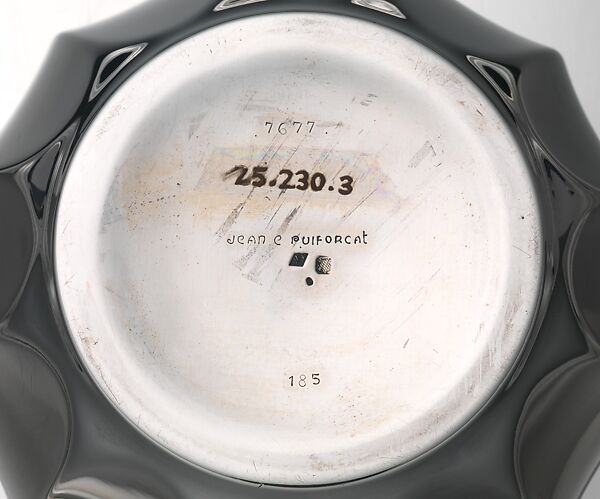 7677.
25.230.3
JEAN E PUIFORCAT
185